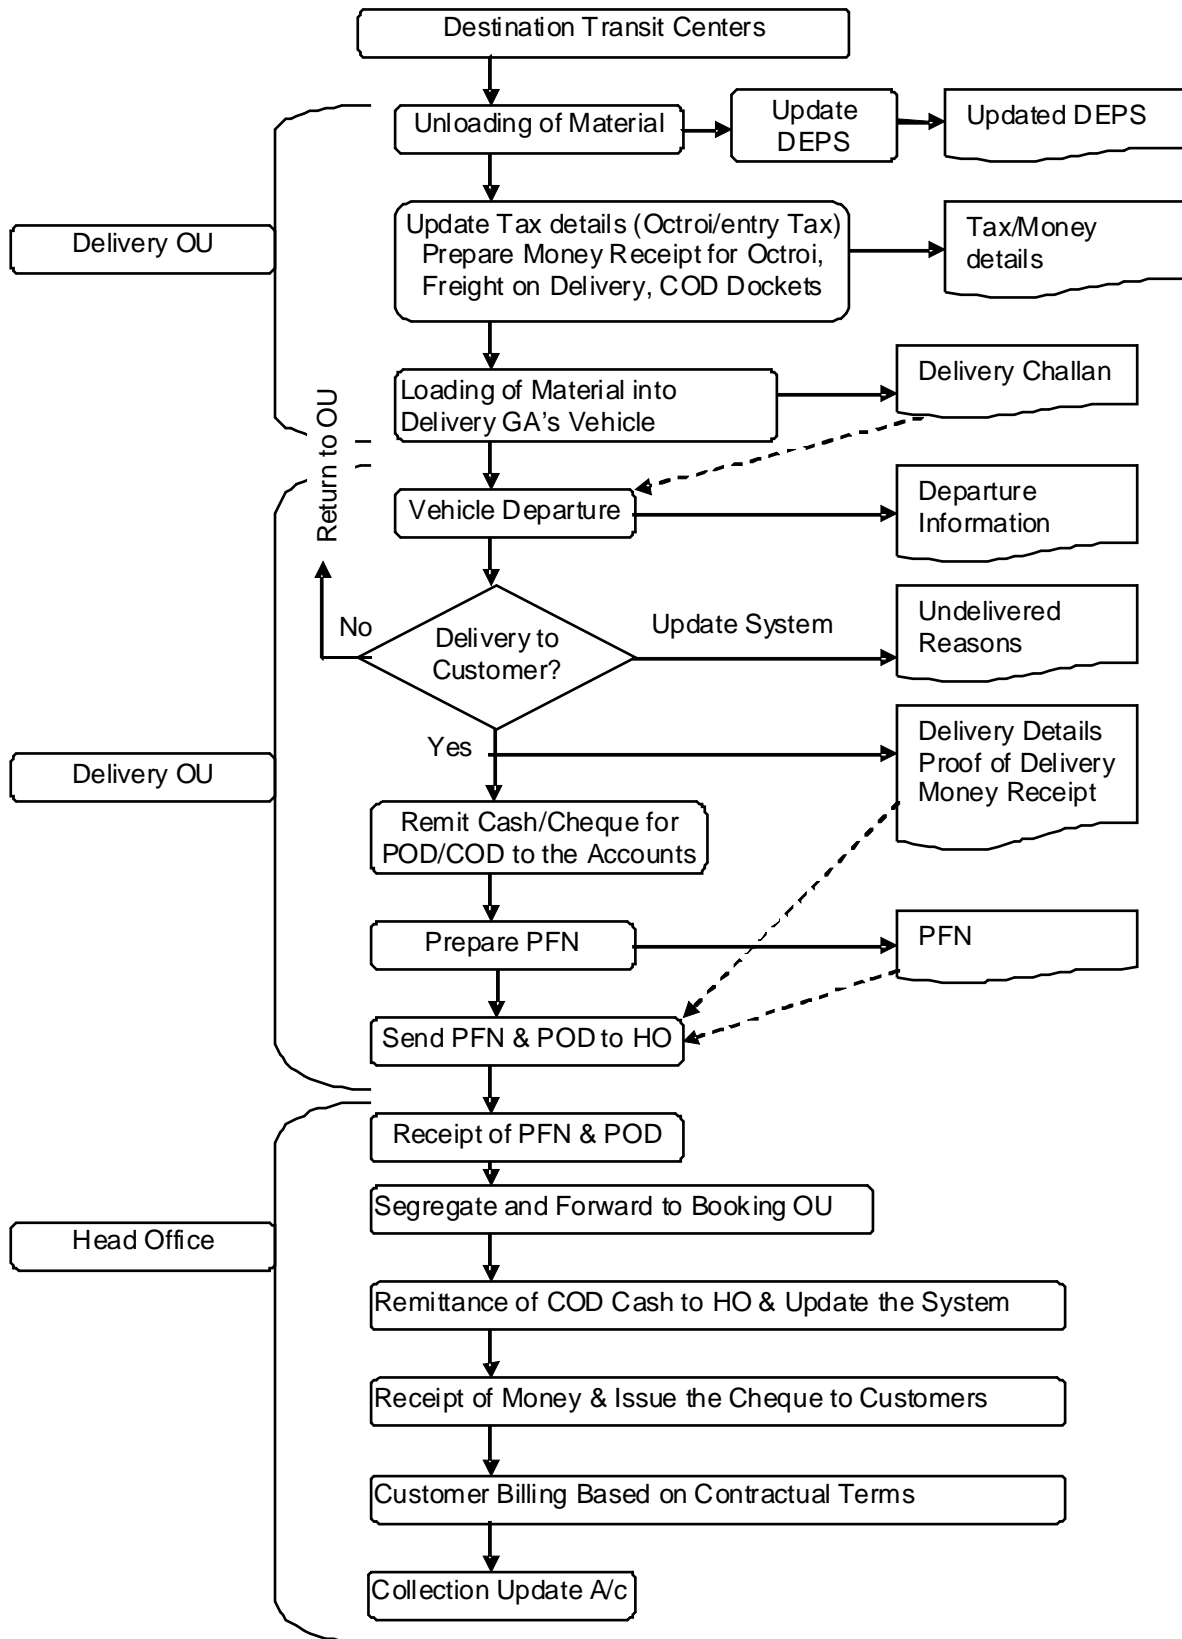 Destination Transit Centers
Unloading of Material
Update
DEPS
Updated DEPS
Delivery OU
Update Tax details (Octroi/entry Tax)
Prepare Money Receipt for Octroi,
Freight on Delivery, COD Dockets
Tax/Money
details
Loading of Material into
Delivery GA's Vehicle
Delivery Challan
Return to OU
Vehicle Departure
Departure
Information
No
Delivery to
Customer?
Update System
Undelivered
Reasons
Yes
Delivery Details
Proof of Delivery
Money Receipt
Delivery OU
Remit Cash/Cheque for
POD/COD to the Accounts
Prepare PFN
PFN
Send PFN & POD to HO
Receipt of PFN & POD
Segregate and Forward to Booking OU
Head Office
Remittance of COD Cash to HO & Update the System
Receipt of Money & Issue the Cheque to Customers
Customer Billing Based on Contractual Terms
Collection Update A/c